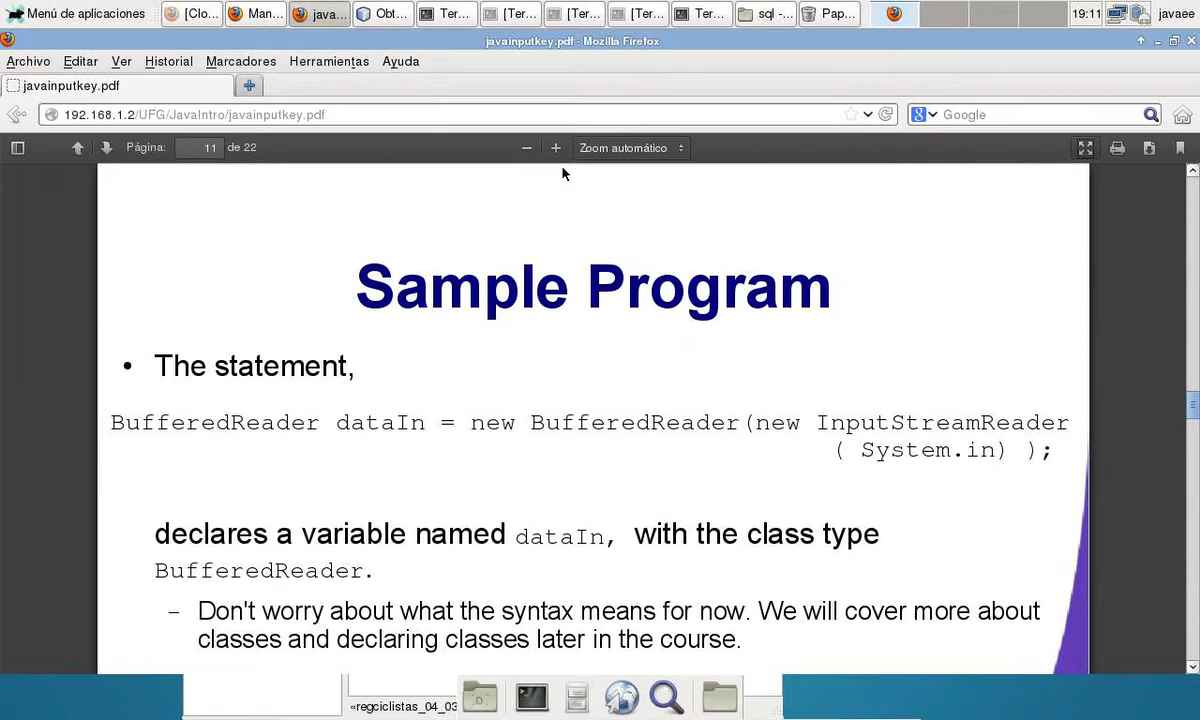 Menú de aplicaciones [Clo... Man... java... Obt... Ter... [Ter... [Ter... [Ter... Ter... sql -... Pap... 19:11 javaee
javainputkey.pdf - Mozilla Firefox
Archivo Editar Ver Historial Marcadores Herramientas Ayuda
javainputkey.pdf
192.168.1.2/UFG/JavaIntro/javainputkey.pdf Google
Página: 11 de 22 Zoom automático
Sample Program
• The statement,
BufferedReader dataIn = new BufferedReader(new InputStreamReader
( System.in) );
declares a variable named dataIn, with the class type
BufferedReader.
– Don't worry about what the syntax means for now. We will cover more about
classes and declaring classes later in the course.
«regciclistas_04_03